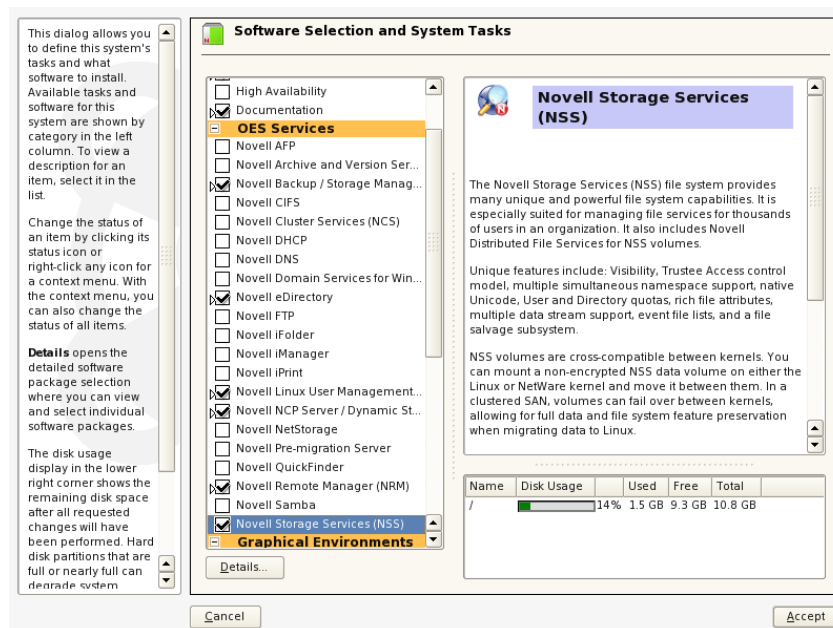 This dialog allows you
to define this system's
tasks and what
software to install.
Available tasks and
software for this
system are shown by
category in the left
column. To view a
description for an
item, select it in the
list.
Change the status of
an item by clicking its
status icon or
right-click any icon for
a context menu. With
the context menu, you
can also change the
status of all items.
Details opens the
detailed software
package selection
where you can view
and select individual
software packages.
The disk usage
display in the lower
right corner shows the
remaining disk space
after all requested
changes will have
been performed. Hard
disk partitions that are
full or nearly full can
degrade system
Software Selection and System Tasks
High Availability
Documentation
OES Services
Novell AFP
Novell Archive and Version Ser...
Novell Backup / Storage Manag...
Novell CIFS
Novell Cluster Services (NCS)
Novell DHCP
Novell DNS
Novell Domain Services for Win...
Novell eDirectory
Novell FTP
Novell iFolder
Novell iManager
Novell iPrint
Novell Linux User Management...
Novell NCP Server / Dynamic St...
Novell NetStorage
Novell Pre-migration Server
Novell QuickFinder
Novell Remote Manager (NRM)
Novell Samba
Novell Storage Services (NSS)
Graphical Environments
Details...
Novell Storage Services
(NSS)
The Novell Storage Services (NSS) file system provides
many unique and powerful file system capabilities. It is
especially suited for managing file services for thousands
of users in an organization. It also includes Novell
Distributed File Services for NSS volumes.
Unique features include: Visibility, Trustee Access control
model, multiple simultaneous namespace support, native
Unicode, User and Directory quotas, rich file attributes,
multiple data stream support, event file lists, and a file
salvage subsystem.
NSS volumes are cross-compatible between kernels. You
can mount a non-encrypted NSS data volume on either the
Linux or NetWare kernel and move it between them. In a
clustered SAN, volumes can fail over between kernels,
allowing for full data and file system feature preservation
when migrating data to Linux.
Name Disk Usage Used Free Total
/ 14% 1.5 GB 9.3 GB 10.8 GB
Cancel Accept